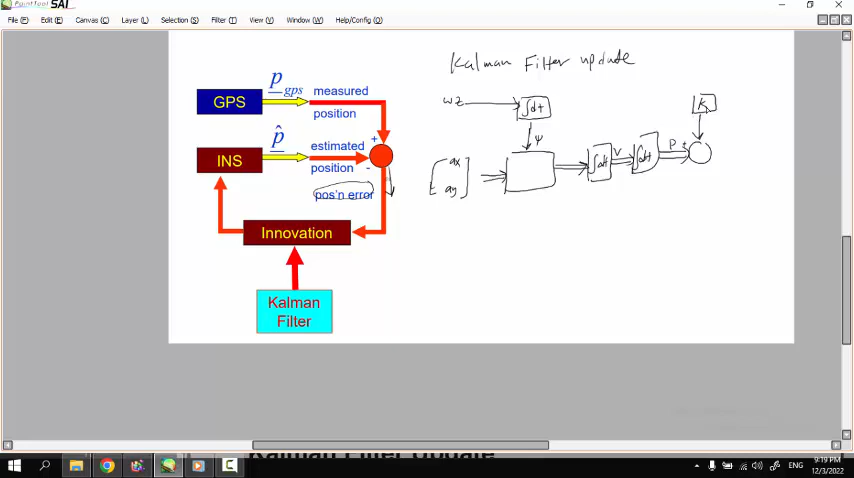 PaintTool SAI
File (F) Edit (E) Canvas (C) Layer (L) Selection (S) Filter (T) View (V) Window (W) Help/Config (O)
Kalman Filter update
GPS
p gps
measured
position
wz
∫dt
K
ψ
+
INS
p̂
estimated
position
-
pos'n error
ax
ay
∫dt
V
∫dt
P
+
Innovation
Kalman
Filter
Kalman Filter Update
ENG
9:19 PM
12/3/2022